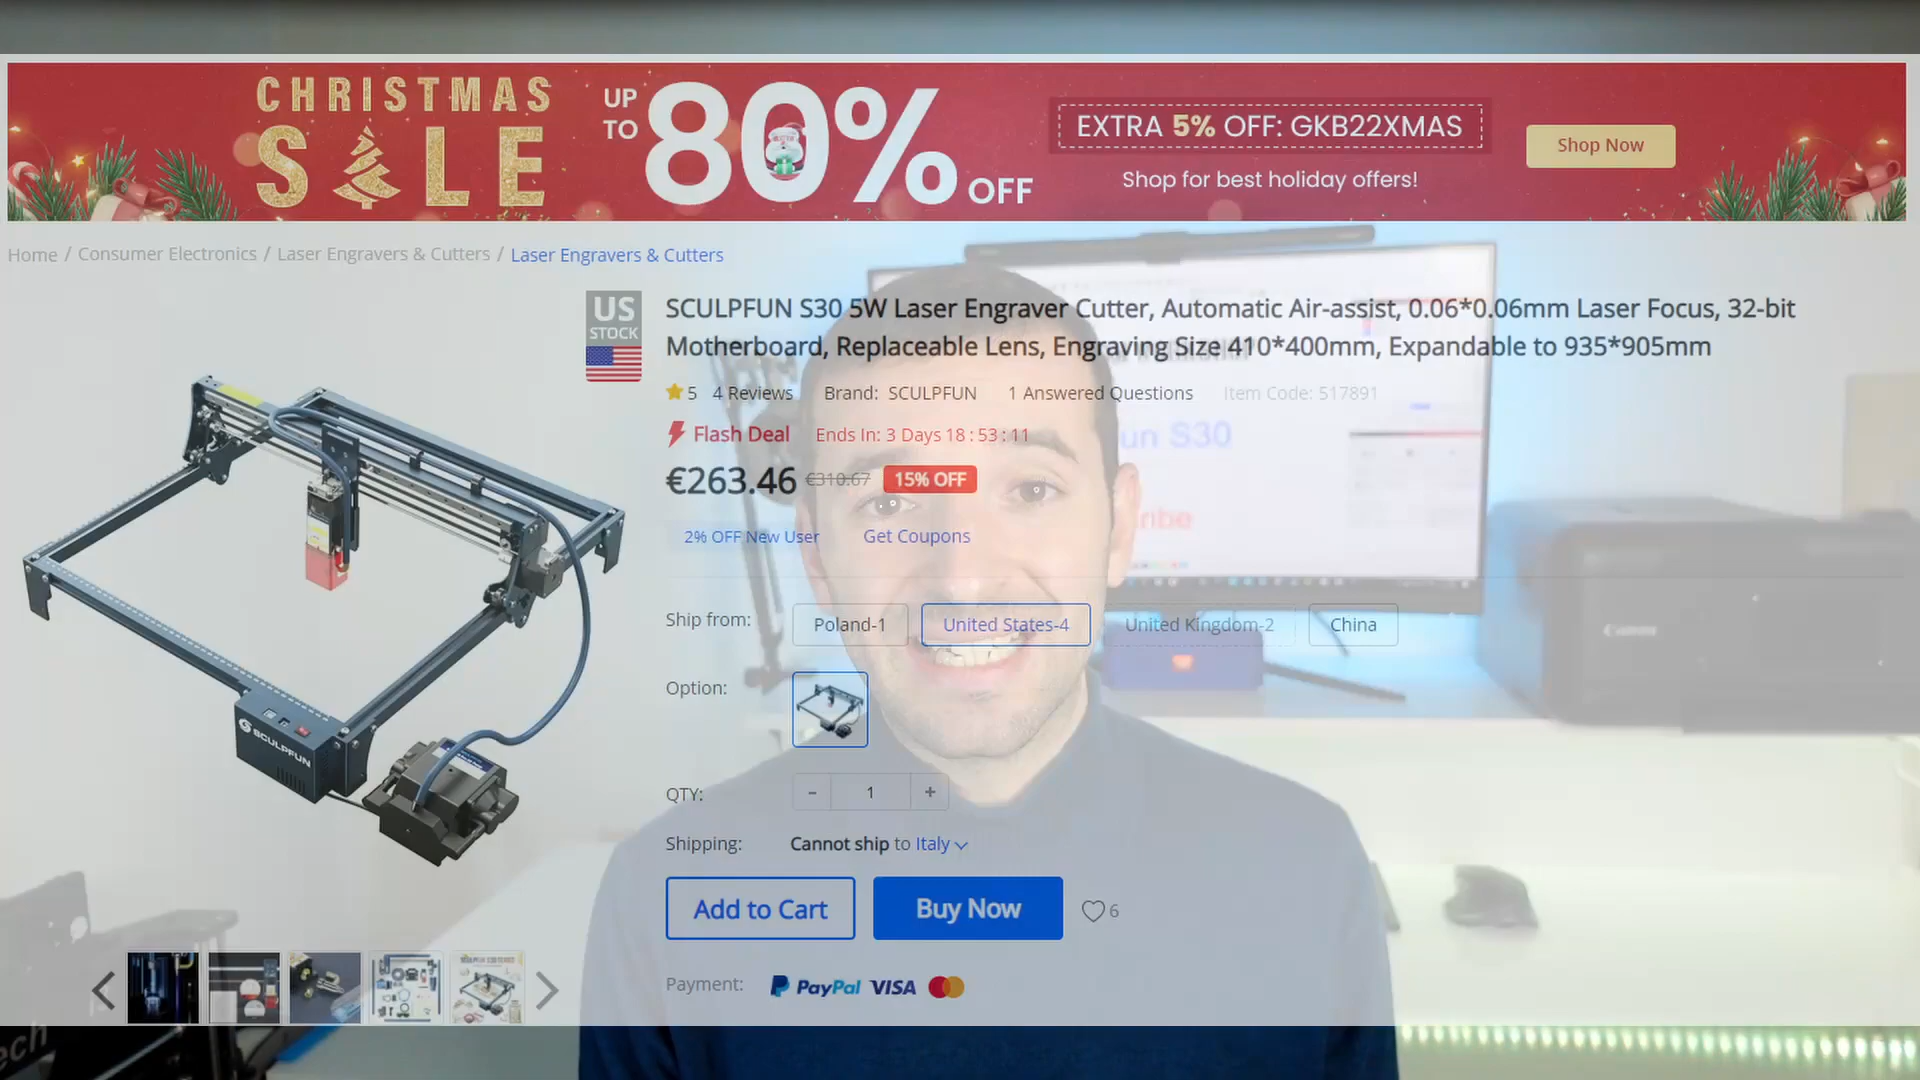 CHRISTMAS
SALE
UP
TO
80%
OFF
EXTRA 5% OFF: GKB22XMAS
Shop for best holiday offers!
Shop Now
Home / Consumer Electronics / Laser Engravers & Cutters / Laser Engravers & Cutters
US
STOCK
SCULPFUN S30 5W Laser Engraver Cutter, Automatic Air-assist, 0.06*0.06mm Laser Focus, 32-bit
Motherboard, Replaceable Lens, Engraving Size 410*400mm, Expandable to 935*905mm
5 4 Reviews Brand: SCULPFUN 1 Answered Questions Item Code: 517891
Flash Deal Ends In: 3 Days 18 : 53 : 11
un S30
€263.46 €310.67 15% OFF
ibe
2% OFF New User Get Coupons
Ship from: Poland-1 United States-4 United Kingdom-2 China
Canon
Option:
SCULPFUN
QTY: - 1 +
Shipping: Cannot ship to Italy
Add to Cart Buy Now 6
Payment: PayPal VISA
ech